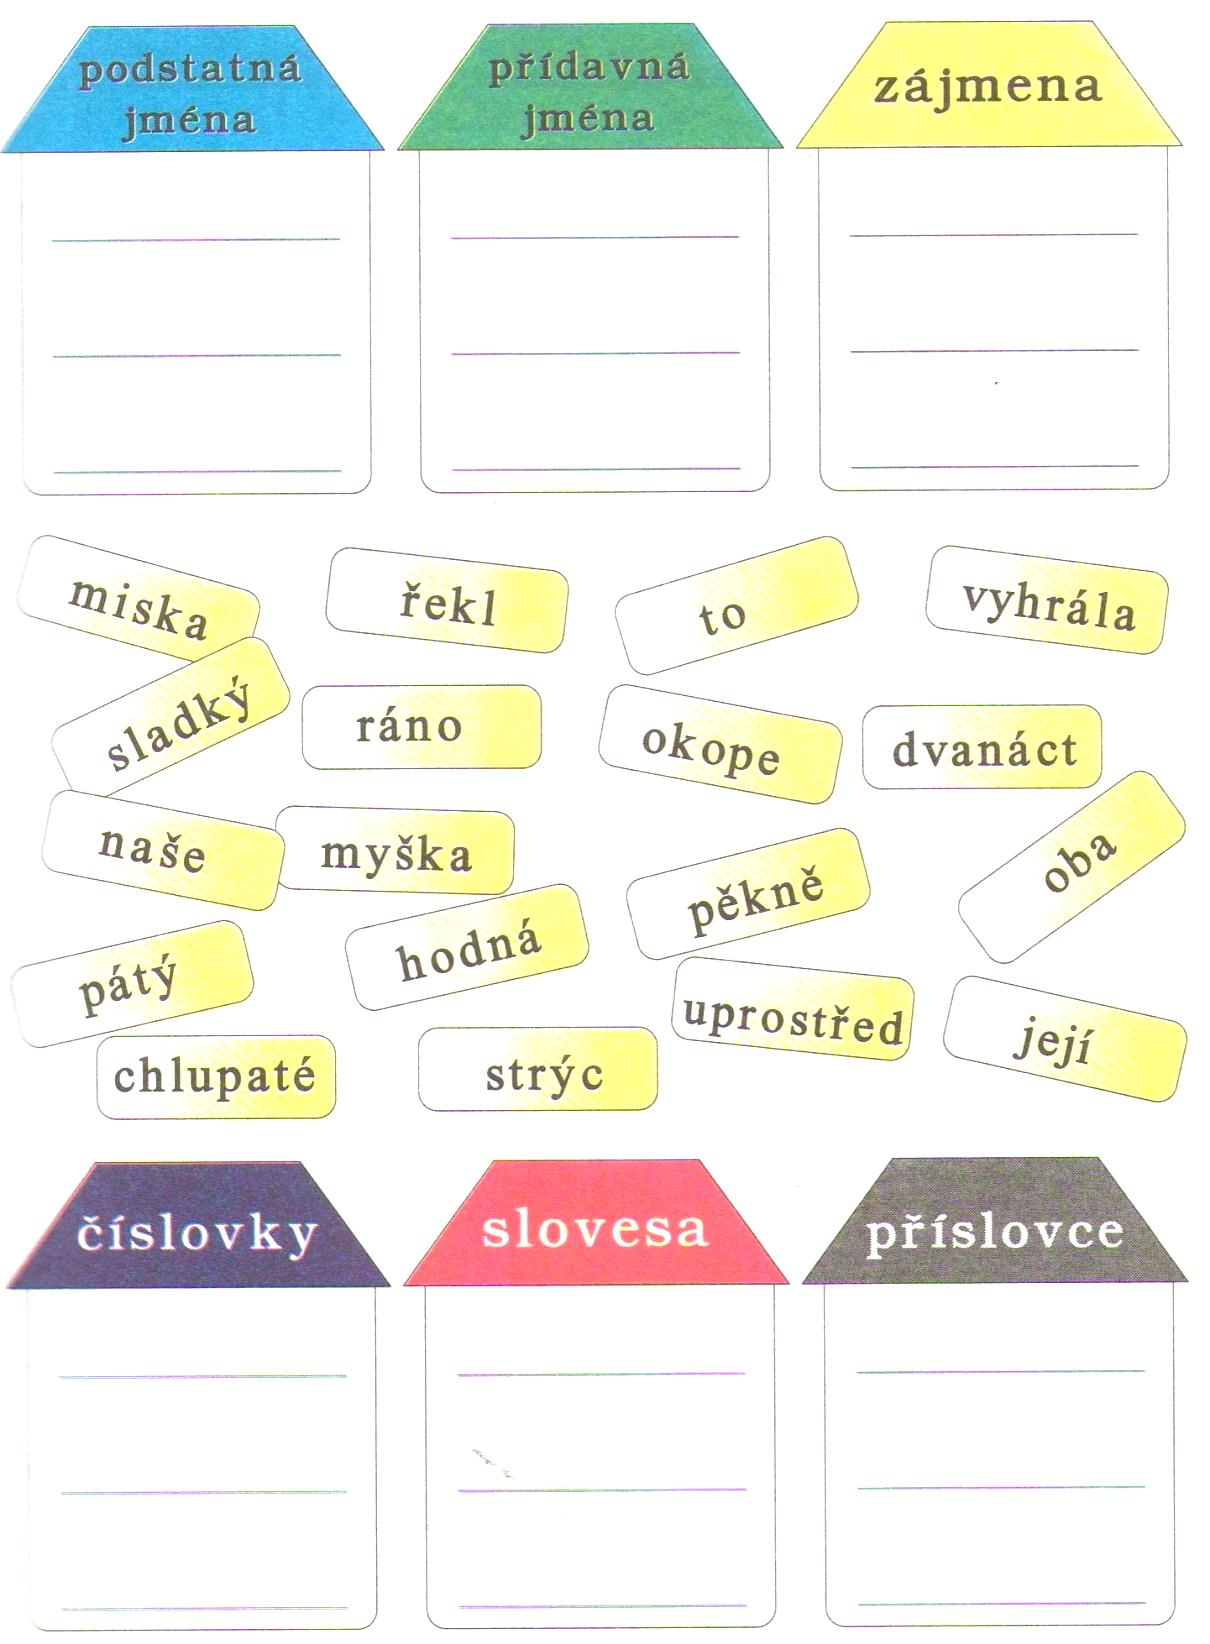 podstatná
jména
přídavná
jména
zájmena
miska
řekl
to
vyhrála
sladký
ráno
okope
dvanáct
naše
myška
pěkně
oba
pátý
hodná
uprostřed
její
chlupaté
strýc
číslovky
slovesa
příslovce